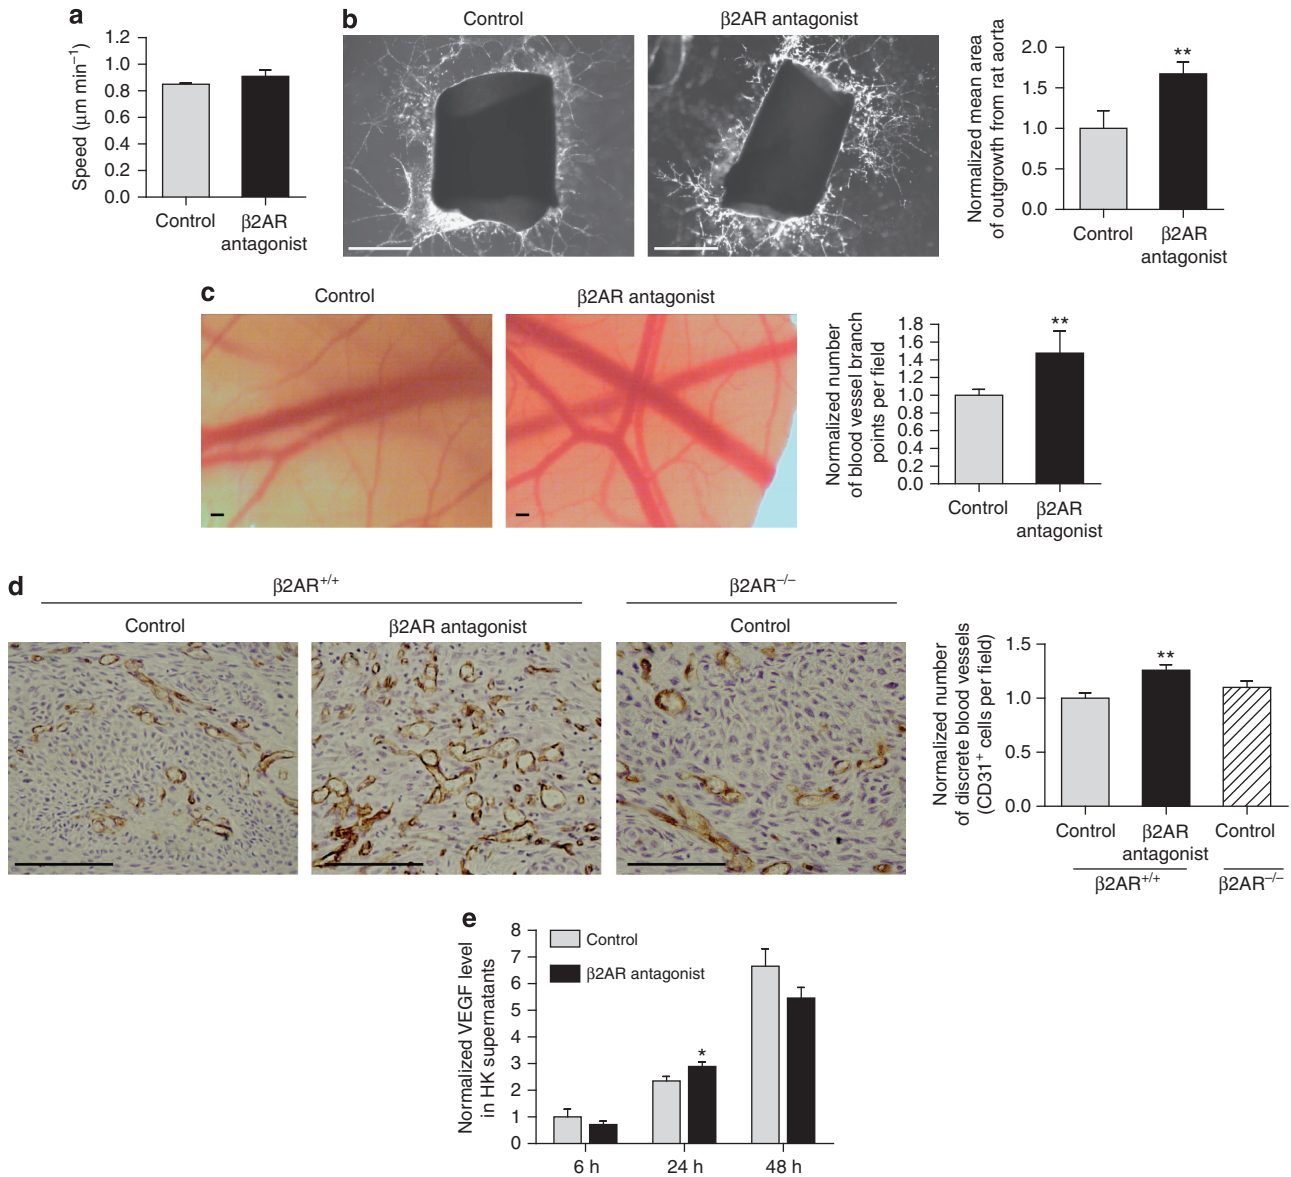 a
Speed (µm min⁻¹)
1.2
1.0
0.8
0.6
0.4
0.2
0.0
Control
β2AR
antagonist
b
Control
β2AR antagonist
Normalized mean area
of outgrowth from rat aorta
2.0
1.5
1.0
0.5
0.0
**
Control
β2AR
antagonist
c
Control
β2AR antagonist
Normalized number
of blood vessel branch
points per field
1.8
1.6
1.4
1.2
1.0
0.8
0.6
0.4
0.2
0.0
**
Control
β2AR
antagonist
d
β2AR⁺/⁺
β2AR⁻/⁻
Control
β2AR antagonist
Control
Normalized number
of discrete blood vessels
(CD31⁺ cells per field)
1.5
1.0
0.5
0.0
**
Control
β2AR
antagonist
Control
β2AR⁺/⁺
β2AR⁻/⁻
e
Normalized VEGF level
in HK supernatants
8
7
6
5
4
3
2
1
0
Control
β2AR antagonist
*
6 h
24 h
48 h